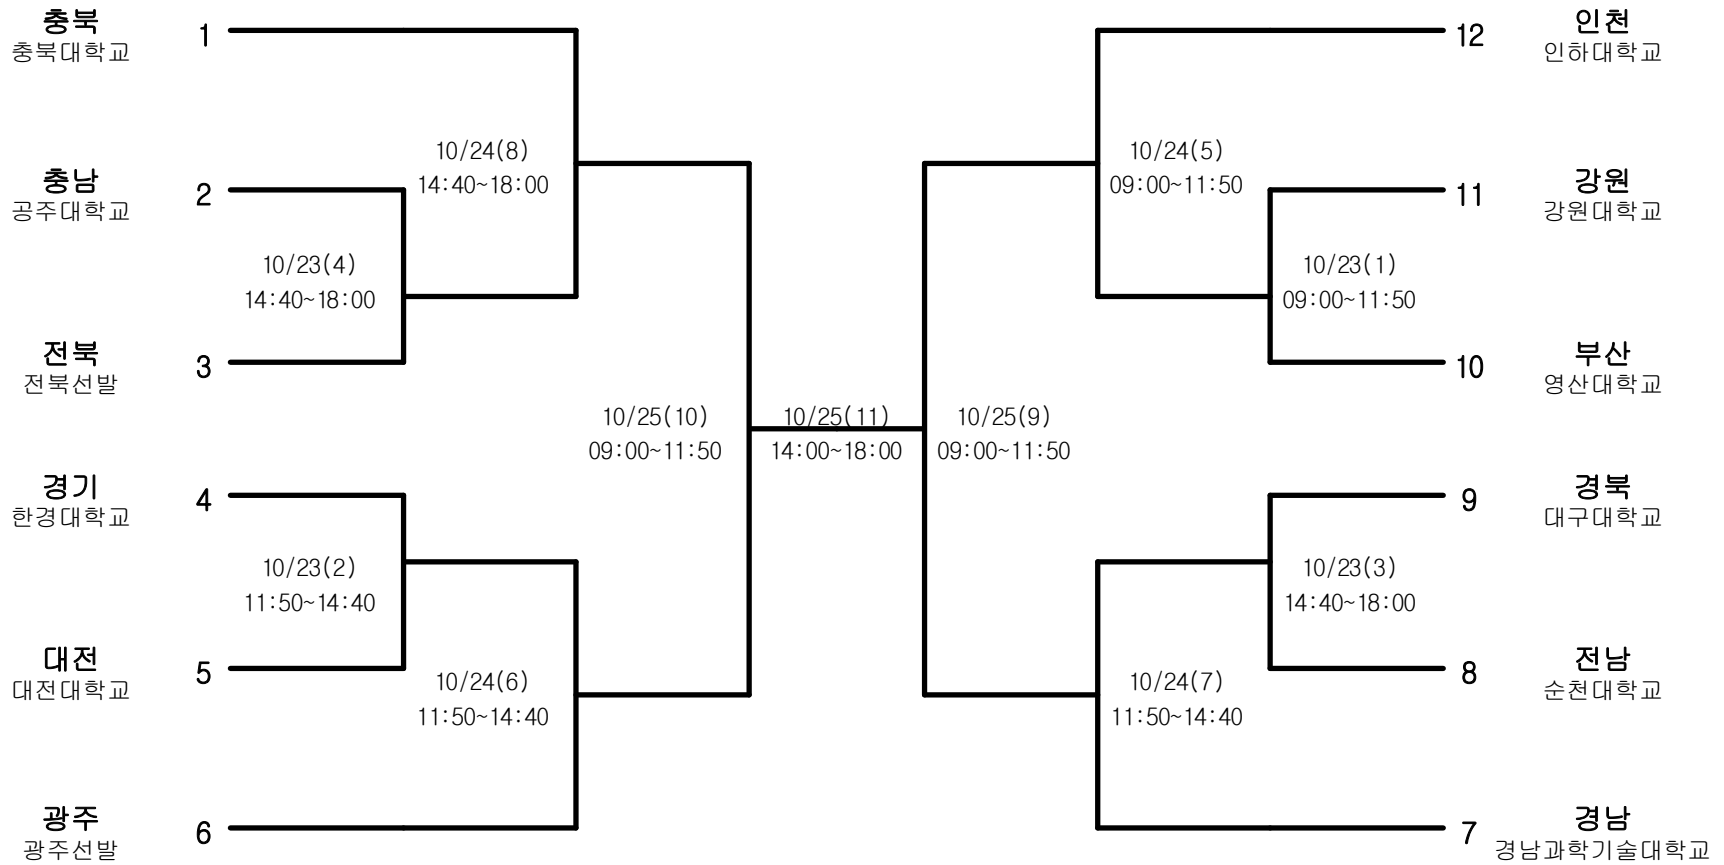 충북
충북대학교
1
12
인천
인하대학교
10/24(8)
14:40~18:00
10/24(5)
09:00~11:50
충남
공주대학교
2
11
강원
강원대학교
10/23(4)
14:40~18:00
10/23(1)
09:00~11:50
전북
전북선발
3
10
부산
영산대학교
10/25(10)
09:00~11:50
10/25(11)
14:00~18:00
10/25(9)
09:00~11:50
경기
한경대학교
4
9
경북
대구대학교
10/23(2)
11:50~14:40
10/23(3)
14:40~18:00
대전
대전대학교
5
8
전남
순천대학교
10/24(6)
11:50~14:40
10/24(7)
11:50~14:40
광주
광주선발
6
7
경남
경남과학기술대학교